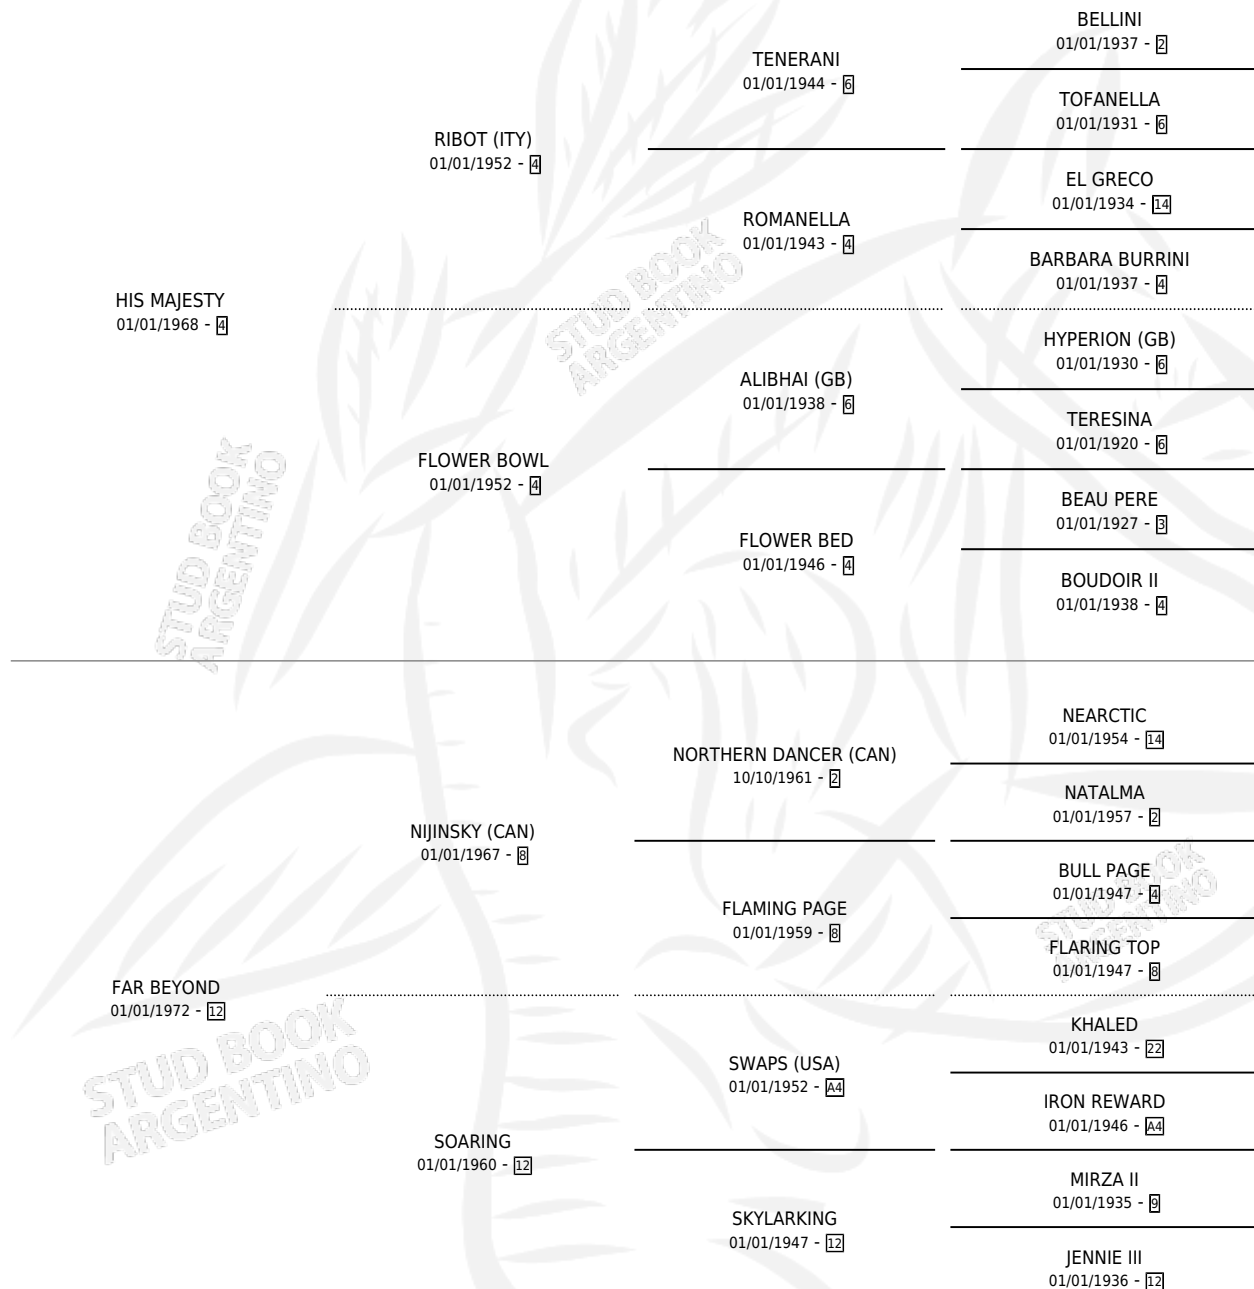 BELLINI
01/01/1937 - 2
TENERANI
01/01/1944 - 6
TOFANELLA
01/01/1931 - 6
RIBOT (ITY)
01/01/1952 - 4
EL GRECO
01/01/1934 - 14
ROMANELLA
01/01/1943 - 4
BARBARA BURRINI
01/01/1937 - 4
HIS MAJESTY
01/01/1968 - 4
HYPERION (GB)
01/01/1930 - 6
ALIBHAI (GB)
01/01/1938 - 6
TERESINA
01/01/1920 - 6
FLOWER BOWL
01/01/1952 - 4
BEAU PERE
01/01/1927 - 3
FLOWER BED
01/01/1946 - 4
BOUDOIR II
01/01/1938 - 4
NEARCTIC
01/01/1954 - 14
NORTHERN DANCER (CAN)
10/10/1961 - 2
NATALMA
01/01/1957 - 2
NIJINSKY (CAN)
01/01/1967 - 8
BULL PAGE
01/01/1947 - 4
FLAMING PAGE
01/01/1959 - 8
FLARING TOP
01/01/1947 - 8
FAR BEYOND
01/01/1972 - 12
KHALED
01/01/1943 - 22
SWAPS (USA)
01/01/1952 - A4
IRON REWARD
01/01/1946 - A4
SOARING
01/01/1960 - 12
MIRZA II
01/01/1935 - 9
SKYLARKING
01/01/1947 - 12
JENNIE III
01/01/1936 - 12
STUD BOOK
ARGENTINO
STUD BOOK
ARGENTINO
STUD BOOK
ARGENTINO
STUD BOOK
ARGENTINO